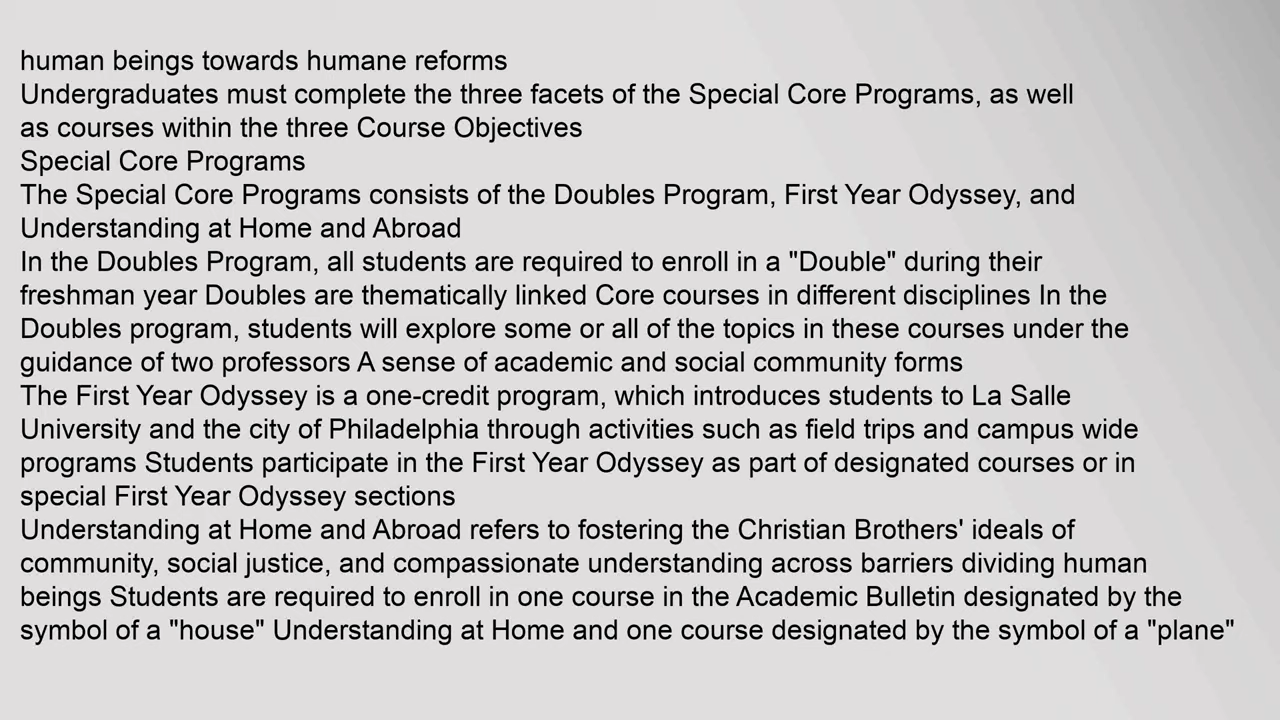 human beings towards humane reforms
Undergraduates must complete the three facets of the Special Core Programs, as well
as courses within the three Course Objectives
Special Core Programs
The Special Core Programs consists of the Doubles Program, First Year Odyssey, and
Understanding at Home and Abroad
In the Doubles Program, all students are required to enroll in a "Double" during their
freshman year Doubles are thematically linked Core courses in different disciplines In the
Doubles program, students will explore some or all of the topics in these courses under the
guidance of two professors A sense of academic and social community forms
The First Year Odyssey is a one-credit program, which introduces students to La Salle
University and the city of Philadelphia through activities such as field trips and campus wide
programs Students participate in the First Year Odyssey as part of designated courses or in
special First Year Odyssey sections
Understanding at Home and Abroad refers to fostering the Christian Brothers' ideals of
community, social justice, and compassionate understanding across barriers dividing human
beings Students are required to enroll in one course in the Academic Bulletin designated by the
symbol of a "house" Understanding at Home and one course designated by the symbol of a "plane"